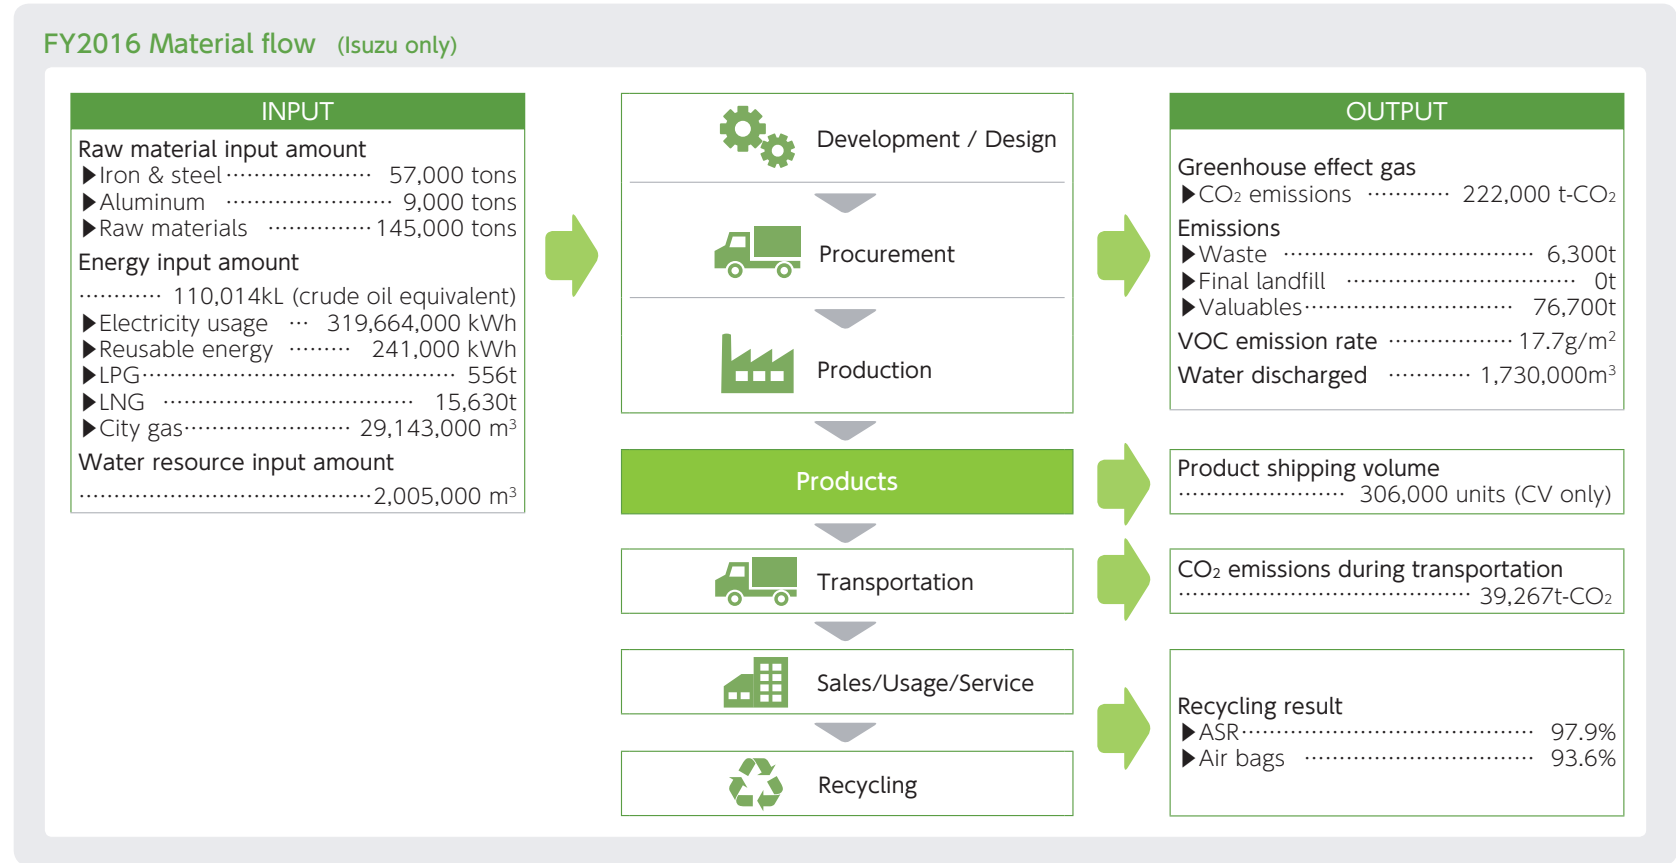 FY2016 Material flow (Isuzu only)
INPUT
Raw material input amount
▶Iron & steel ····················· 57,000 tons
▶Aluminum ························ 9,000 tons
▶Raw materials ··············· 145,000 tons
Energy input amount
············ 110,014kL (crude oil equivalent)
▶Electricity usage ··· 319,664,000 kWh
▶Reusable energy ········· 241,000 kWh
▶LPG ············································· 556t
▶LNG ···································· 15,630t
▶City gas ························ 29,143,000 m³
Water resource input amount
·········································· 2,005,000 m³
Development / Design
Procurement
Production
Products
Transportation
Sales/Usage/Service
Recycling
OUTPUT
Greenhouse effect gas
▶CO₂ emissions ············ 222,000 t-CO₂
Emissions
▶Waste ···································· 6,300t
▶Final landfill ································· 0t
▶Valuables ······························ 76,700t
VOC emission rate ·················· 17.7g/m²
Water discharged ············ 1,730,000m³
Product shipping volume
························ 306,000 units (CV only)
CO₂ emissions during transportation
·········································· 39,267t-CO₂
Recycling result
▶ASR ·········································· 97.9%
▶Air bags ································· 93.6%